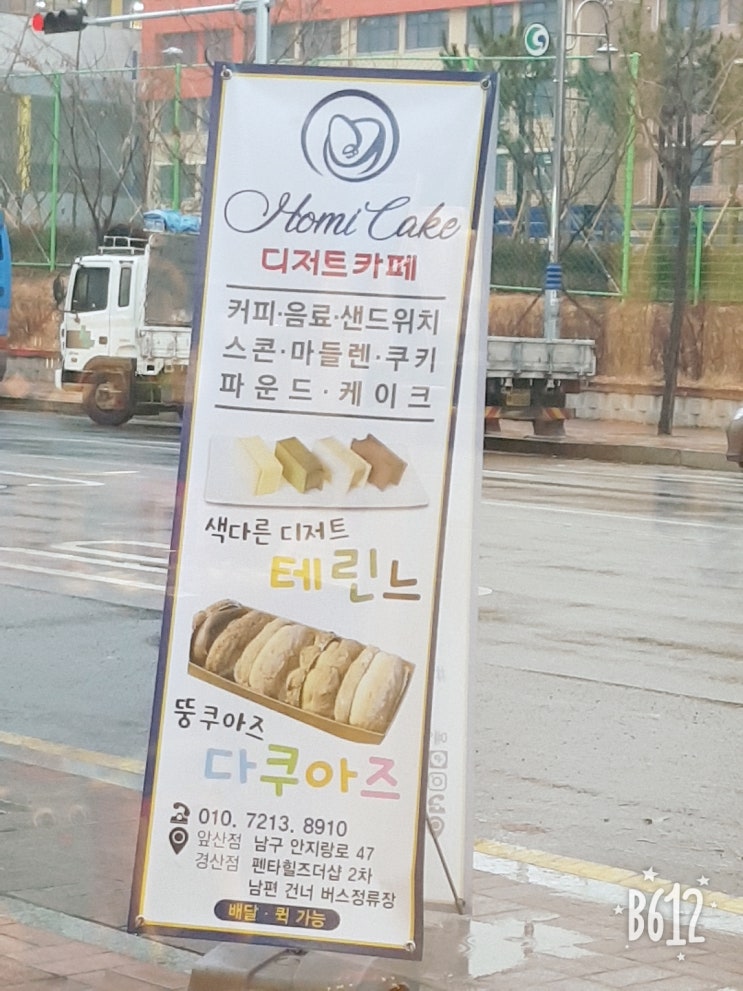 Homi Cake
디저트카페
커피·음료·샌드위치
스콘·마들렌·쿠키
파운드·케이크
색다른 디저트
테린느
뚱쿠아즈
다쿠아즈
010. 7213. 8910
앞산점 남구 안지랑로 47
경산점 펜타힐즈더샵 2차
남편 건너 버스정류장
배달·퀵 가능
B612